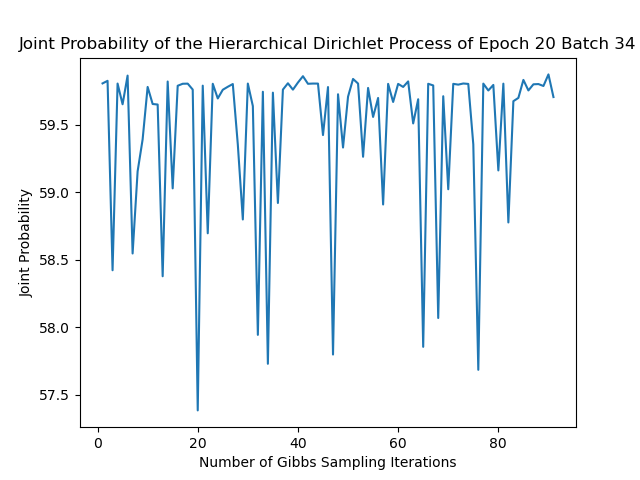 Joint Probability of the Hierarchical Dirichlet Process of Epoch 20 Batch 34
Joint Probability
59.5
59.0
58.5
58.0
57.5
0 20 40 60 80
Number of Gibbs Sampling Iterations